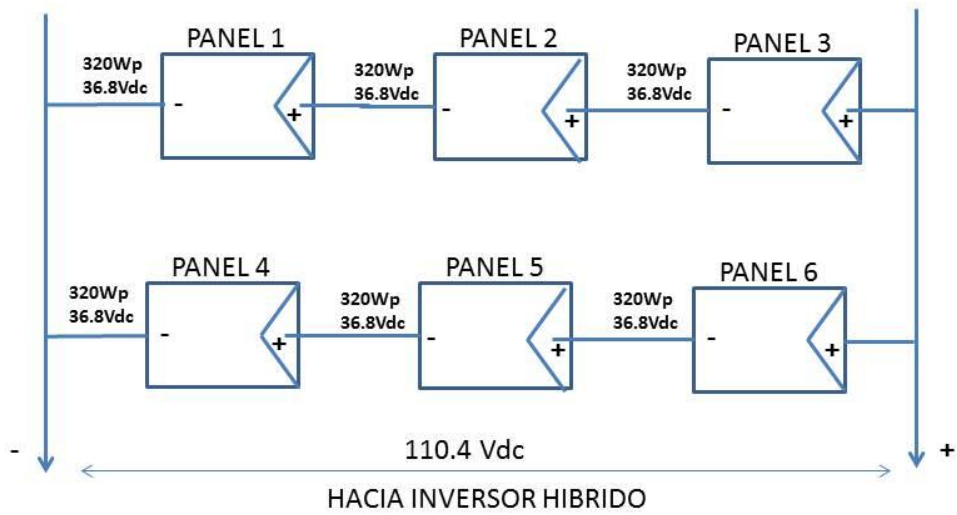 PANEL 1
PANEL 2
PANEL 3
320Wp
36.8Vdc
-
+
320Wp
36.8Vdc
-
+
320Wp
36.8Vdc
-
+
PANEL 4
PANEL 5
PANEL 6
320Wp
36.8Vdc
-
+
320Wp
36.8Vdc
-
+
320Wp
36.8Vdc
-
+
-
110.4 Vdc
+
HACIA INVERSOR HIBRIDO